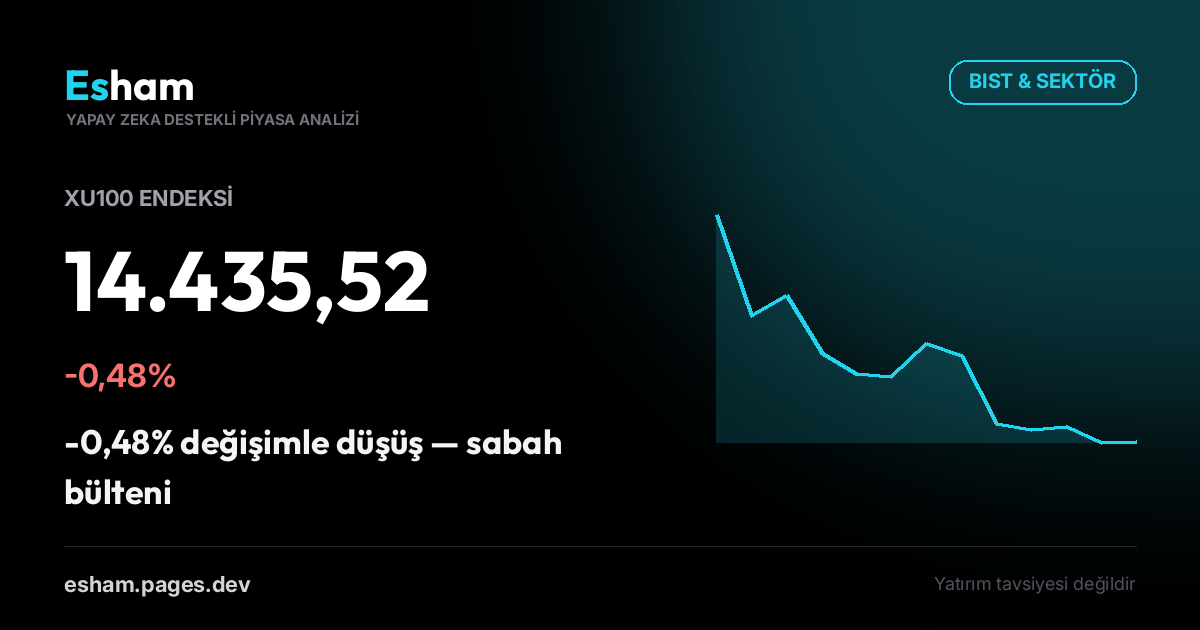 Esham
BIST & SEKTÖR
YAPAY ZEKA DESTEKLİ PİYASA ANALİZİ
XU100 ENDEKSİ
14.435,52
-0,48%
-0,48% değişimle düşüş — sabah
bülteni
esham.pages.dev
Yatırım tavsiyesi değildir